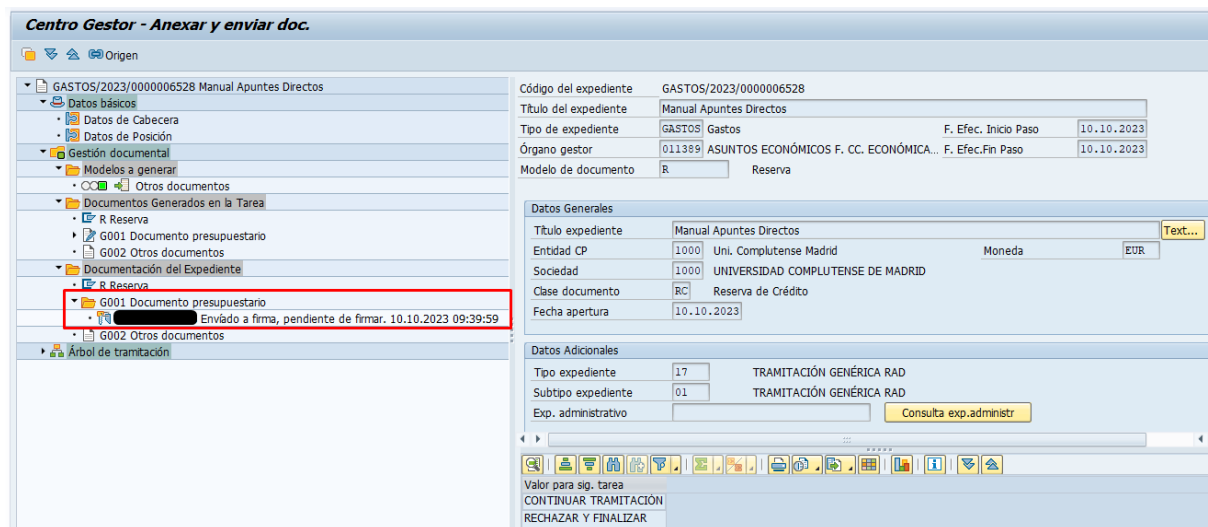 Centro Gestor - Anexar y enviar doc.
Origen
GASTOS/2023/0000006528 Manual Apuntes Directos
Datos básicos
Datos de Cabecera
Datos de Posición
Gestión documental
Modelos a generar
Otros documentos
Documentos Generados en la Tarea
R Reserva
G001 Documento presupuestario
G002 Otros documentos
Documentación del Expediente
R Reserva
G001 Documento presupuestario
Envíado a firma, pendiente de firmar. 10.10.2023 09:39:59
G002 Otros documentos
Árbol de tramitación
Código del expediente GASTOS/2023/0000006528
Título del expediente Manual Apuntes Directos
Tipo de expediente GASTOS Gastos F. Efec. Inicio Paso 10.10.2023
Órgano gestor 011389 ASUNTOS ECONÓMICOS F. CC. ECONÓMICA... F. Efec.Fin Paso 10.10.2023
Modelo de documento R Reserva
Datos Generales
Título expediente Manual Apuntes Directos Text...
Entidad CP 1000 Uni. Complutense Madrid Moneda EUR
Sociedad 1000 UNIVERSIDAD COMPLUTENSE DE MADRID
Clase documento RC Reserva de Crédito
Fecha apertura 10.10.2023
Datos Adicionales
Tipo expediente 17 TRAMITACIÓN GENÉRICA RAD
Subtipo expediente 01 TRAMITACIÓN GENÉRICA RAD
Exp. administrativo Consulta exp.administr
Valor para sig. tarea
CONTINUAR TRAMITACIÓN
RECHAZAR Y FINALIZAR